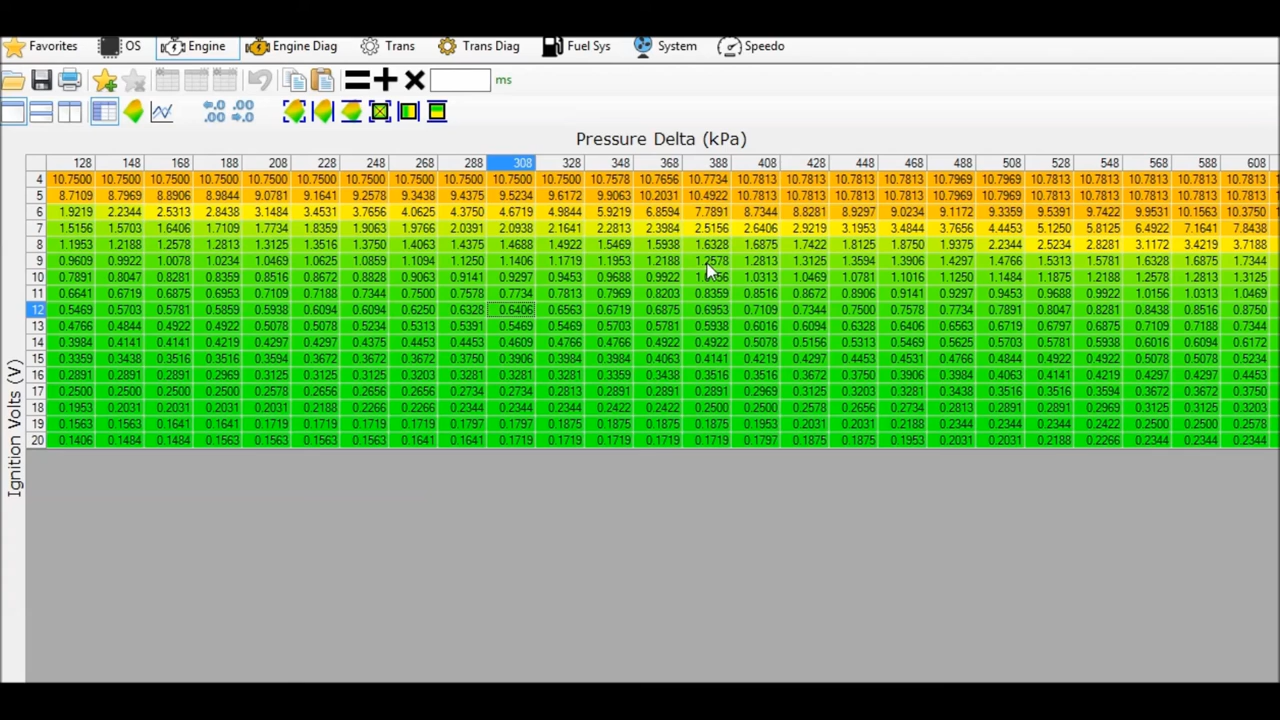 Favorites OS Engine Engine Diag Trans Trans Diag Fuel Sys System Speedo
ms
.0 .00 .00 .0
Pressure Delta (kPa)
128 148 168 188 208 228 248 268 288 308 328 348 368 388 408 428 448 468 488 508 528 548 568 588 608
4 10.7500 10.7500 10.7500 10.7500 10.7500 10.7500 10.7500 10.7500 10.7500 10.7500 10.7500 10.7578 10.7656 10.7734 10.7813 10.7813 10.7813 10.7969 10.7969 10.7813 10.7813 10.7813 10.7813 10.7813 10.7813
5 8.7109 8.7969 8.8906 8.9844 9.0781 9.1641 9.2578 9.3438 9.4375 9.5234 9.6172 9.9063 10.2031 10.4922 10.7813 10.7813 10.7813 10.7969 10.7969 10.7813 10.7813 10.7813 10.7813 10.7813 10.7813
6 1.9219 2.2344 2.5313 2.8438 3.1484 3.4531 3.7656 4.0625 4.3750 4.6719 4.9844 5.9219 6.8594 7.7891 8.7344 8.8281 8.9297 9.0234 9.1172 9.3359 9.5391 9.7422 9.9531 10.1563 10.3750
7 1.5156 1.5703 1.6406 1.7109 1.7734 1.8359 1.9063 1.9766 2.0391 2.0938 2.1641 2.2813 2.3984 2.5156 2.6406 2.9219 3.1953 3.4844 3.7656 4.4453 5.1250 5.8125 6.4922 7.1641 7.8438
8 1.1953 1.2188 1.2578 1.2813 1.3125 1.3516 1.3750 1.4063 1.4375 1.4688 1.4922 1.5469 1.5938 1.6328 1.6875 1.7422 1.8125 1.8750 1.9375 2.2344 2.5234 2.8281 3.1172 3.4219 3.7188
9 0.9609 0.9922 1.0078 1.0234 1.0469 1.0625 1.0859 1.1094 1.1250 1.1406 1.1719 1.1953 1.2188 1.2578 1.2813 1.3125 1.3594 1.3906 1.4297 1.4766 1.5313 1.5781 1.6328 1.6875 1.7344
10 0.7891 0.8047 0.8281 0.8359 0.8516 0.8672 0.8828 0.9063 0.9141 0.9297 0.9453 0.9688 0.9922 1.0313 1.0469 1.0781 1.1016 1.1250 1.1484 1.1875 1.2188 1.2578 1.2813 1.3125
11 0.6641 0.6719 0.6875 0.6953 0.7109 0.7188 0.7344 0.7500 0.7578 0.7734 0.7813 0.7969 0.8203 0.8359 0.8516 0.8672 0.8906 0.9141 0.9297 0.9453 0.9688 0.9922 1.0156 1.0313 1.0469
12 0.5469 0.5703 0.5781 0.5859 0.5938 0.6094 0.6094 0.6250 0.6328 0.6406 0.6563 0.6719 0.6875 0.6953 0.7109 0.7344 0.7500 0.7578 0.7734 0.7891 0.8047 0.8281 0.8438 0.8516 0.8750
13 0.4766 0.4844 0.4922 0.4922 0.5078 0.5078 0.5234 0.5313 0.5391 0.5469 0.5469 0.5703 0.5781 0.5938 0.6094 0.6094 0.6328 0.6406 0.6563 0.6719 0.6797 0.6875 0.7109 0.7188 0.7344
14 0.3984 0.4141 0.4141 0.4219 0.4297 0.4297 0.4375 0.4453 0.4453 0.4609 0.4766 0.4766 0.4922 0.4922 0.5078 0.5156 0.5313 0.5469 0.5625 0.5703 0.5781 0.5938 0.6016 0.6094 0.6172
15 0.3359 0.3438 0.3516 0.3516 0.3594 0.3672 0.3672 0.3750 0.3828 0.3906 0.3984 0.3984 0.4063 0.4141 0.4219 0.4297 0.4453 0.4531 0.4766 0.4844 0.4922 0.4922 0.5078 0.5078 0.5234
16 0.2891 0.2891 0.2891 0.2969 0.3125 0.3125 0.3125 0.3203 0.3281 0.3281 0.3281 0.3359 0.3438 0.3516 0.3516 0.3672 0.3750 0.3906 0.3984 0.4063 0.4141 0.4219 0.4297 0.4297 0.4453
17 0.2500 0.2500 0.2500 0.2500 0.2578 0.2656 0.2656 0.2656 0.2734 0.2734 0.2813 0.2891 0.2891 0.2891 0.2969 0.3125 0.3203 0.3281 0.3438 0.3516 0.3516 0.3594 0.3672 0.3672 0.3750
18 0.1953 0.2031 0.2031 0.2031 0.2031 0.2188 0.2266 0.2266 0.2344 0.2344 0.2344 0.2422 0.2422 0.2500 0.2500 0.2578 0.2656 0.2734 0.2813 0.2891 0.2891 0.2969 0.3125 0.3125 0.3203
19 0.1563 0.1563 0.1641 0.1641 0.1719 0.1719 0.1719 0.1797 0.1797 0.1797 0.1875 0.1875 0.1875 0.1875 0.1953 0.2031 0.2031 0.2188 0.2188 0.2344 0.2344 0.2422 0.2500 0.2500 0.2578
20 0.1406 0.1484 0.1484 0.1563 0.1563 0.1563 0.1563 0.1641 0.1641 0.1719 0.1719 0.1719 0.1719 0.1719 0.1797 0.1875 0.1875 0.1953 0.2031 0.2031 0.2188 0.2266 0.2344 0.2344 0.2344
Ignition Volts (V)